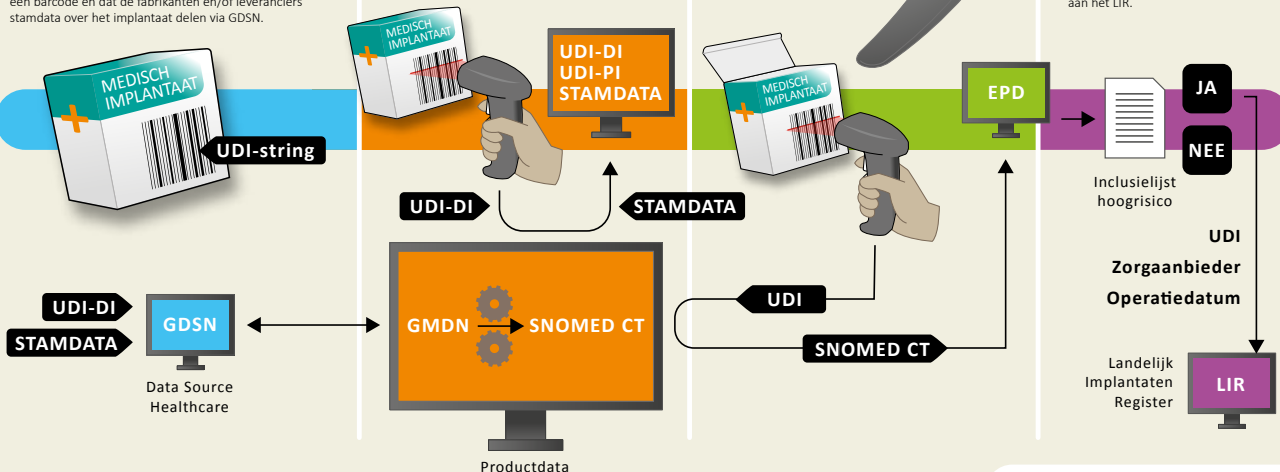 een barcode en dat de fabrikanten en/of leveranciers
stamdata over het implantaat delen via GDSN.
MEDISCH
IMPLANTAAT
UDI-string
UDI-DI
STAMDATA
GDSN
Data Source
Healthcare
MEDISCH
IMPLANTAAT
UDI-DI
UDI-PI
STAMDATA
UDI-DI
STAMDATA
GMDN
SNOMED CT
Productdata
MEDISCH
IMPLANTAAT
EPD
UDI
SNOMED CT
aan het LIR.
JA
NEE
Inclusielijst
hoogrisico
UDI
Zorgaanbieder
Operatiedatum
Landelijk
Implantaten
Register
LIR